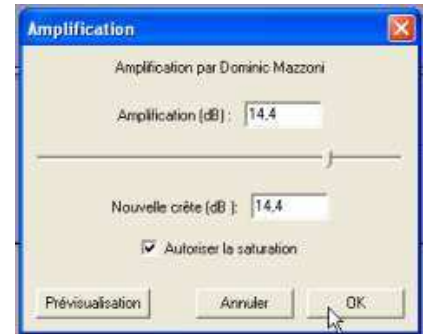 Amplification
Amplification par Dominic Mazzoni
Amplification (dB) : 14,4
Nouvelle crête (dB ): 14,4
Autoriser la saturation
Prévisualisation Annuler OK